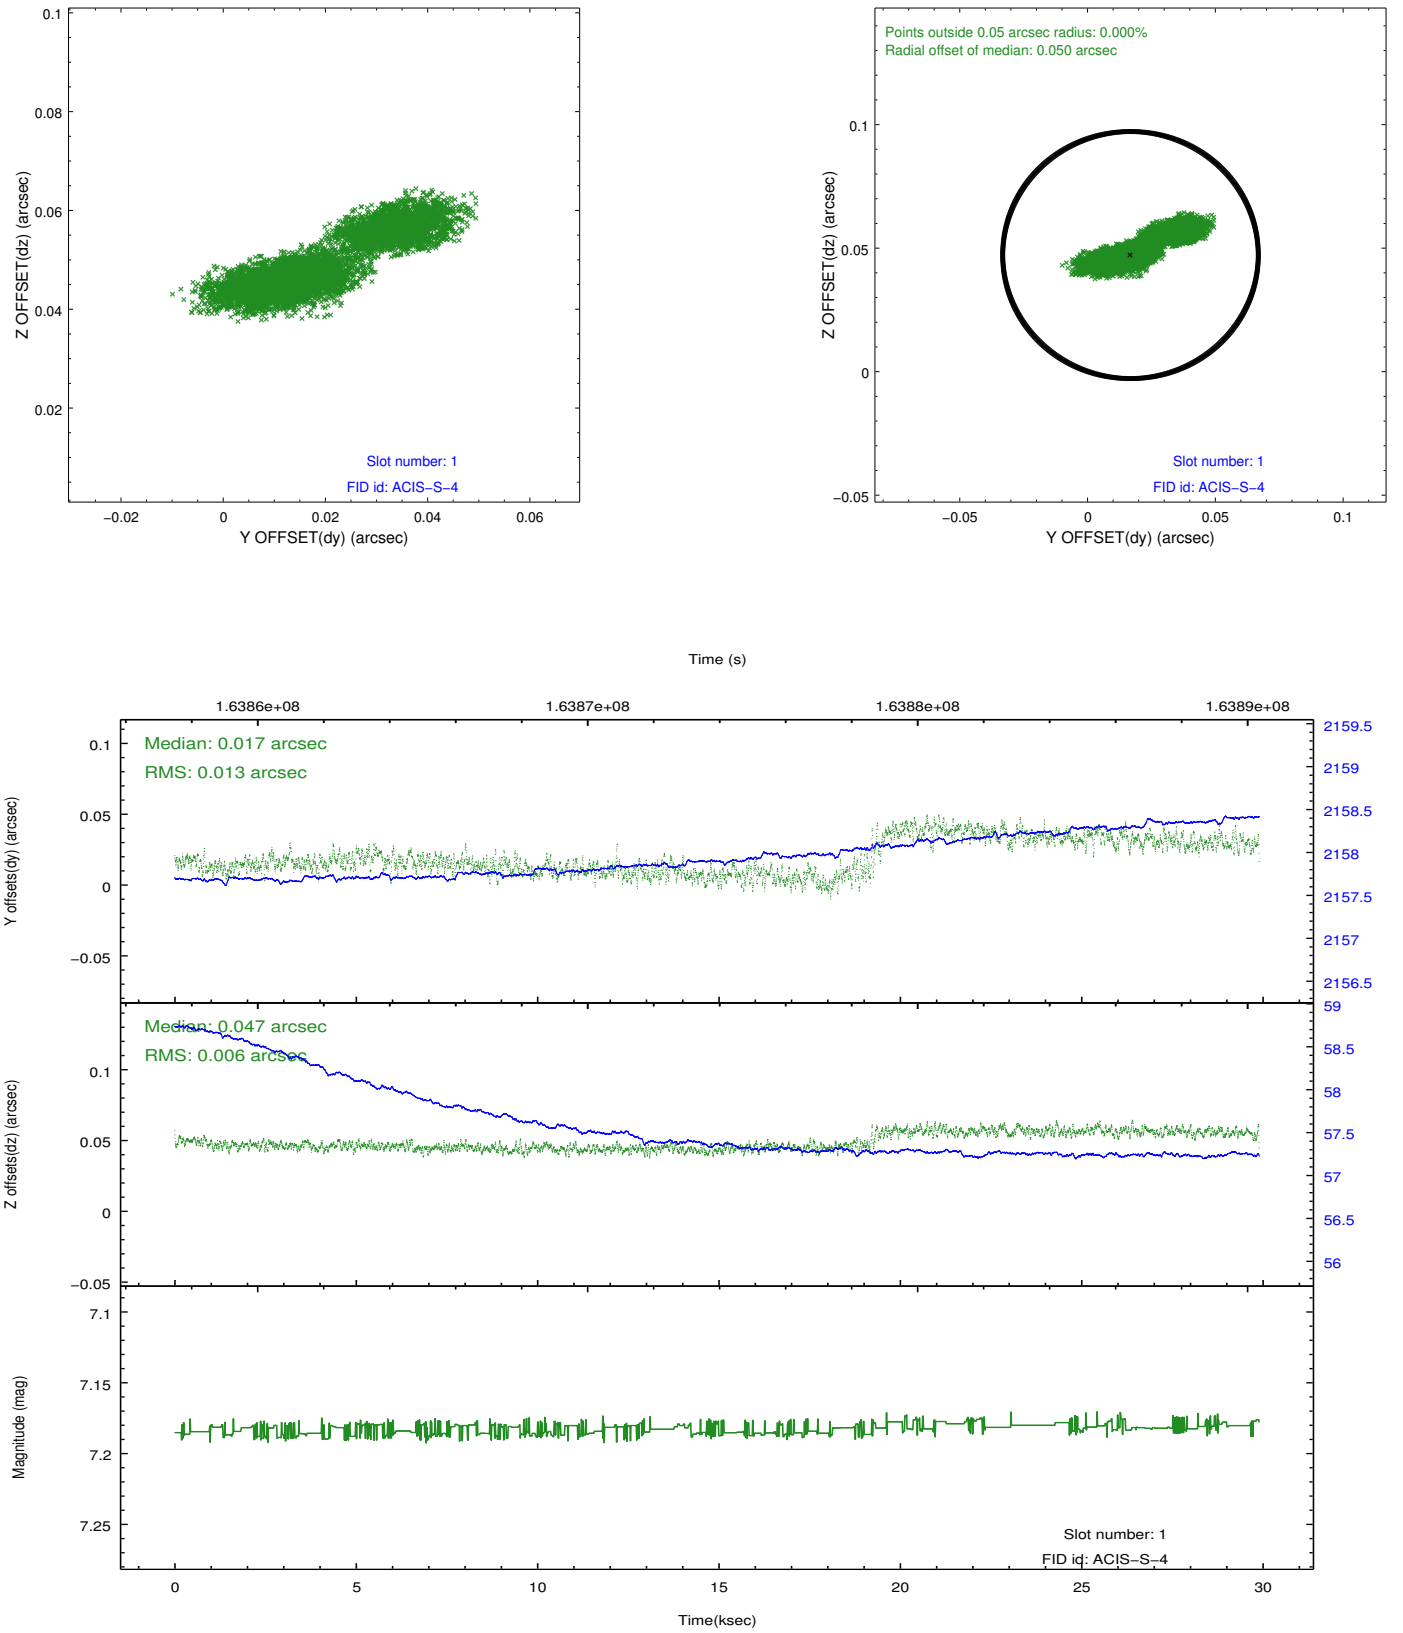 0.1
0.08
0.06
0.04
0.02
Z OFFSET(dz) (arcsec)
Slot number: 1
FID id: ACIS−S−4
−0.02 0 0.02 0.04 0.06
Y OFFSET(dy) (arcsec)
Points outside 0.05 arcsec radius: 0.000%
Radial offset of median: 0.050 arcsec
0.1
0.05
0
−0.05
Z OFFSET(dz) (arcsec)
Slot number: 1
FID id: ACIS−S−4
−0.05 0 0.05 0.1
Y OFFSET(dy) (arcsec)
Time (s)
1.6386e+08 1.6387e+08 1.6388e+08 1.6389e+08
Median: 0.017 arcsec
RMS: 0.013 arcsec
0.1
0.05
0
−0.05
Y offsets(dy) (arcsec)
2159.5
2159
2158.5
2158
2157.5
2157
2156.5
Median: 0.047 arcsec
RMS: 0.006 arcsec
0.1
0.05
0
−0.05
Z offsets(dz) (arcsec)
59
58.5
58
57.5
57
56.5
56
7.1
7.15
7.2
7.25
Magnitude (mag)
Slot number: 1
FID id: ACIS−S−4
0 5 10 15 20 25 30
Time(ksec)